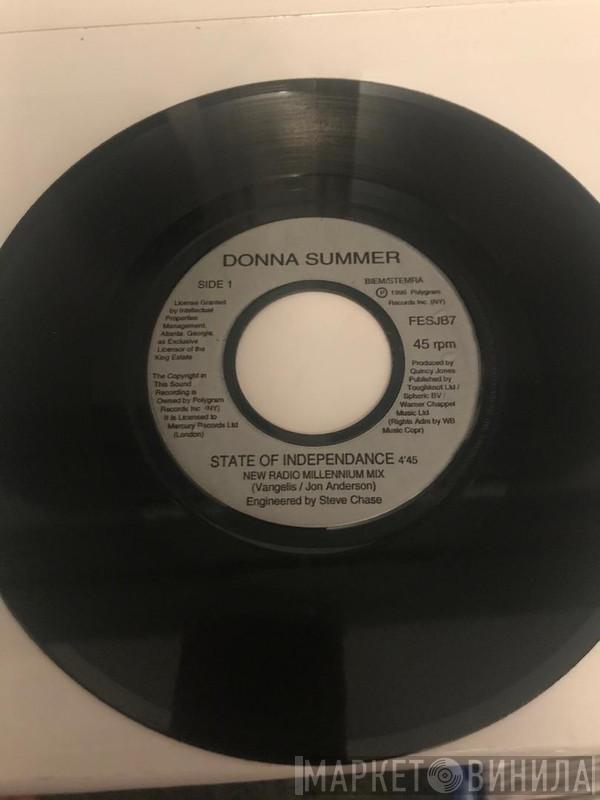 DONNA SUMMER
SIDE 1
BIEM/STEMRA
℗ 1996 Polygram
Records Inc. (NY)
License Granted
by Intellectual
Properties
Management,
Atlanta, Georgia,
as Exclusive
Licensor of the
King Estate
FESJB7
45 rpm
The Copyright in
This Sound
Recording is
Owned by Polygram
Records Inc (NY)
It is Licensed to
Mercury Records Ltd
(London)
Produced by
Quincy Jones
Published by
Toughknot Ltd /
Spheric BV /
Warner Chappel
Music Ltd
(Rights Adm by WB
Music Copr)
STATE OF INDEPENDANCE 4'45
NEW RADIO MILLENNIUM MIX
(Vangelis / Jon Anderson)
Engineered by Steve Chase
МАРКЕТ ВИНИЛА